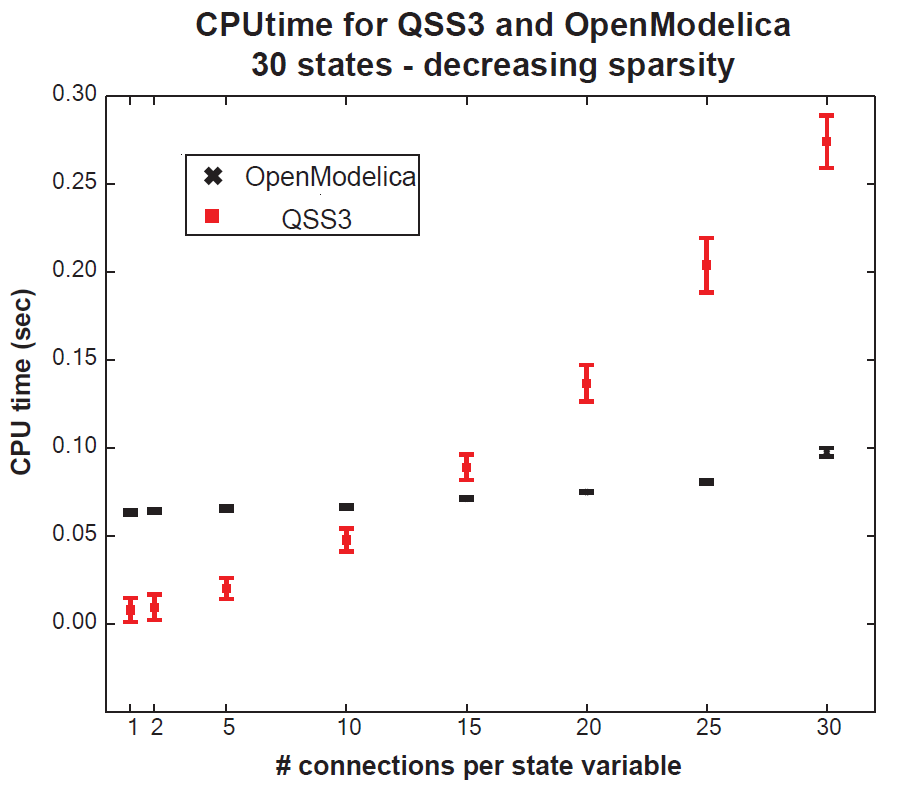 CPUtime for QSS3 and OpenModelica
30 states - decreasing sparsity
0.30
0.25
0.20
0.15
0.10
0.05
0.00
CPU time (sec)
OpenModelica
QSS3
1 2 5 10 15 20 25 30
# connections per state variable